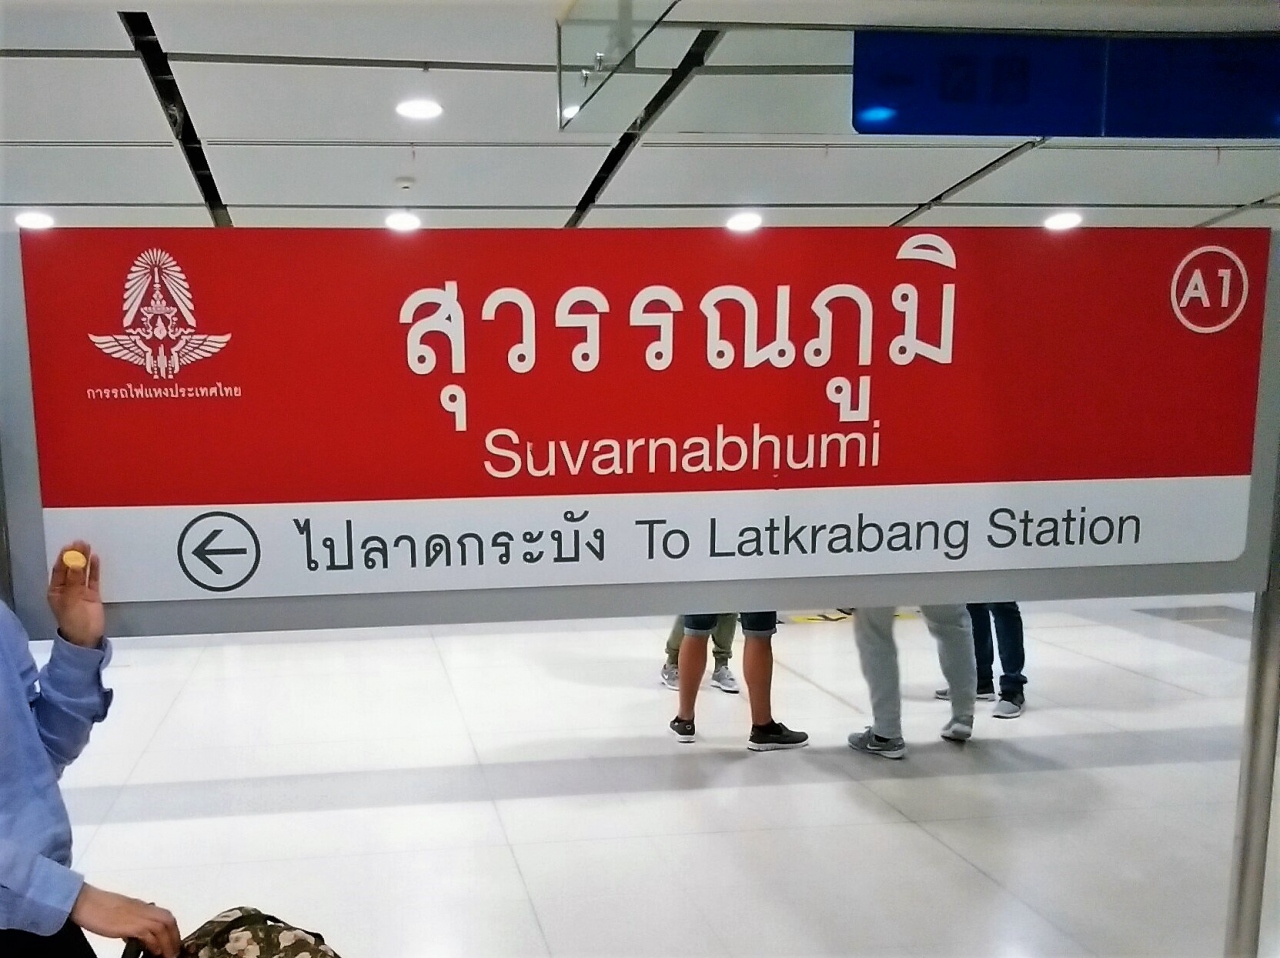 การรถไฟแห่งประเทศไทย
สุวรรณภูมิ
A1
Suvarnabhumi
ไปลาดกระบัง To Latkrabang Station